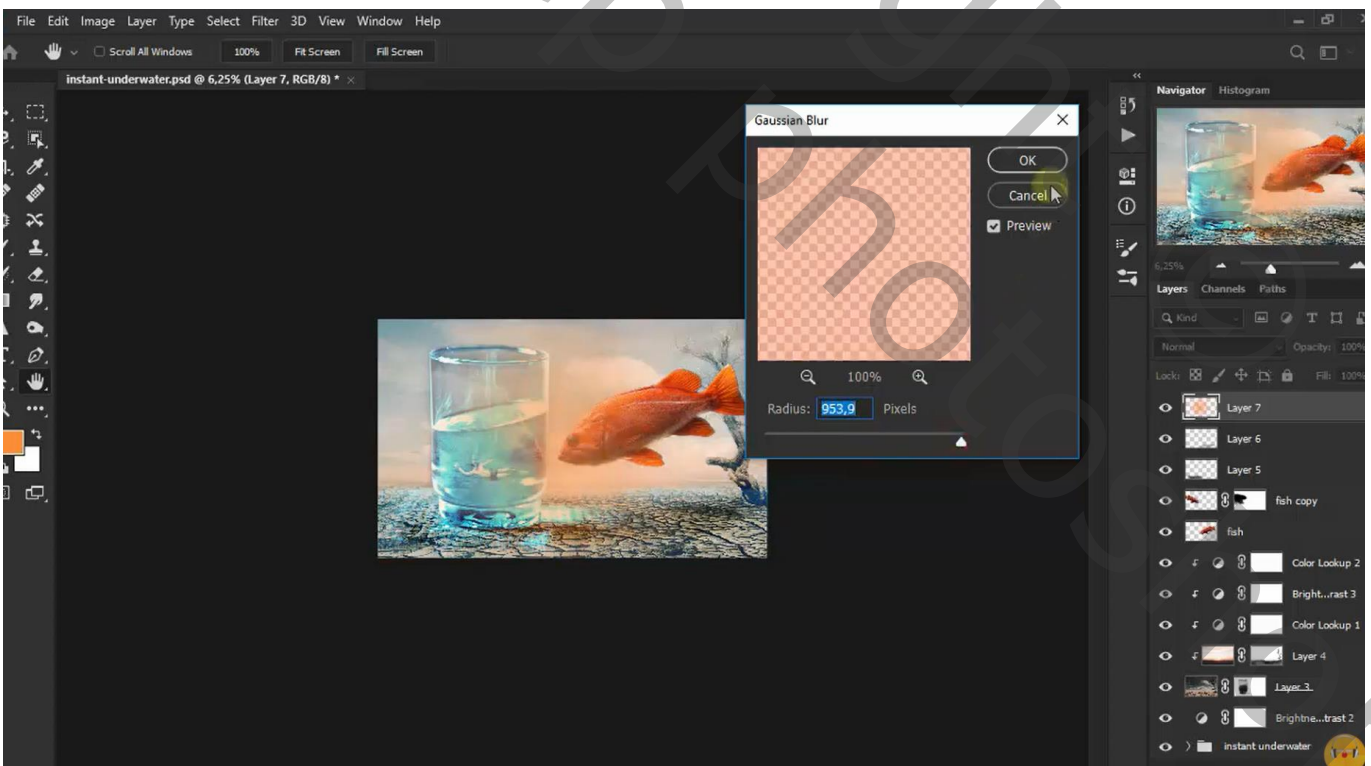 File Edit Image Layer Type Select Filter 3D View Window Help
Scroll All Windows 100% Fit Screen Fill Screen
instant-underwater.psd @ 6,25% (Layer 7, RGB/8) *
Gaussian Blur
OK
Cancel
Preview
100%
Radius: 953,9 Pixels
Navigator Histogram
6,25%
Layers Channels Paths
Kind
Normal Opacity: 100%
Lock: Fill: 100%
Layer 7
Layer 6
Layer 5
fish copy
fish
Color Lookup 2
Bright...rast 3
Color Lookup 1
Layer 4
Layer 3
Brightne...trast 2
instant underwater